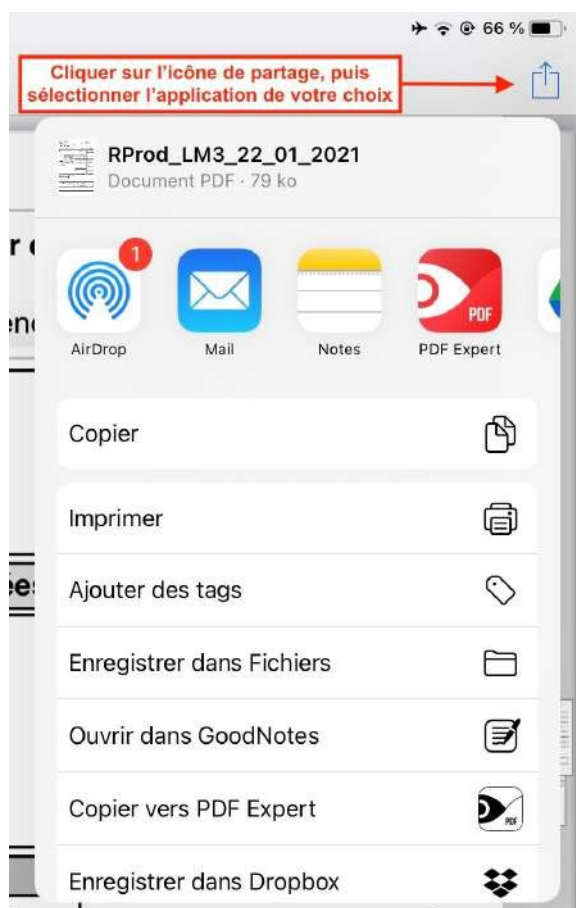 66 %
Cliquer sur l'icône de partage, puis
sélectionner l'application de votre choix
RProd_LM3_22_01_2021
Document PDF · 79 ko
1
PDF
AirDrop
Mail
Notes
PDF Expert
Copier
Imprimer
Ajouter des tags
Enregistrer dans Fichiers
Ouvrir dans GoodNotes
Copier vers PDF Expert
PDF
Enregistrer dans Dropbox